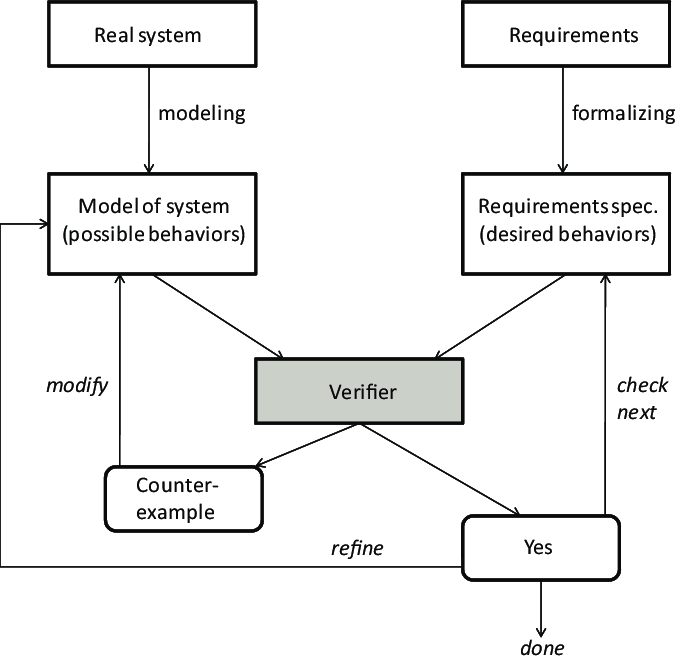 Real system
Requirements
modeling
formalizing
Model of system
(possible behaviors)
Requirements spec.
(desired behaviors)
modify
Verifier
check
next
Counter-
example
refine
Yes
done